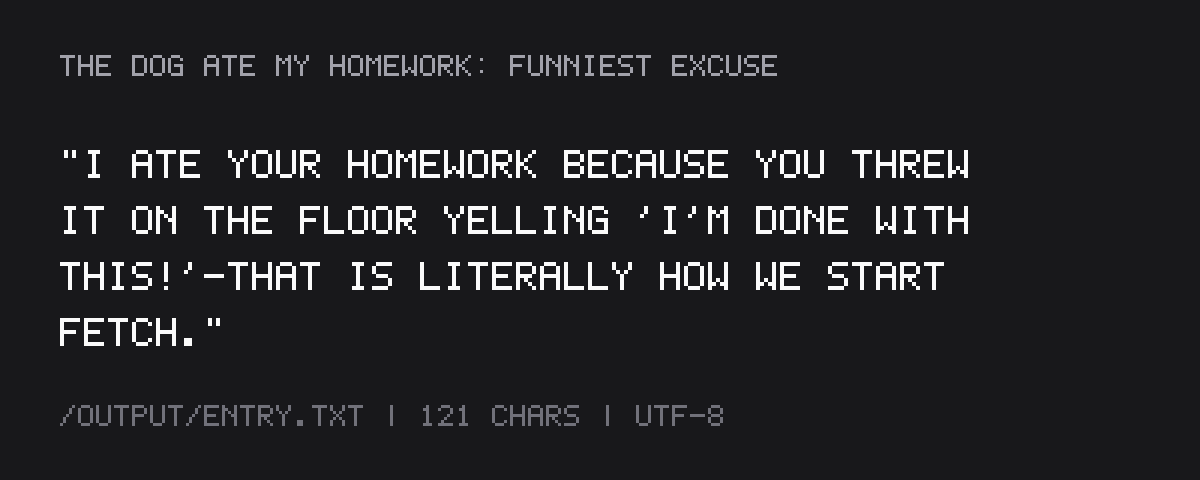 THE DOG ATE MY HOMEWORK: FUNNIEST EXCUSE
"I ATE YOUR HOMEWORK BECAUSE YOU THREW
IT ON THE FLOOR YELLING ‘I’M DONE WITH
THIS!’—THAT IS LITERALLY HOW WE START
FETCH."
/OUTPUT/ENTRY.TXT | 121 CHARS | UTF-8